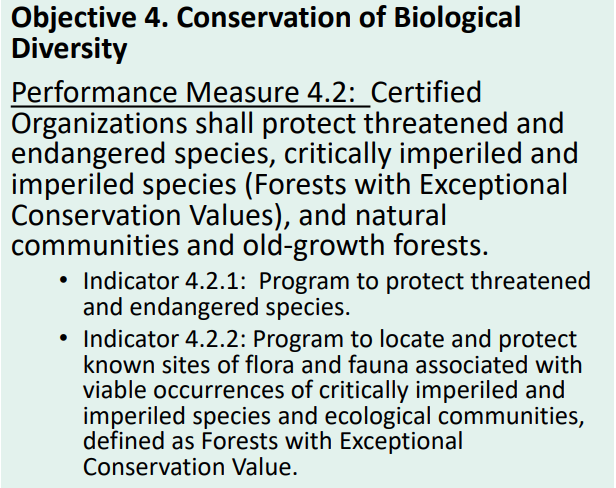 Objective 4. Conservation of Biological
Diversity
Performance Measure 4.2: Certified
Organizations shall protect threatened and
endangered species, critically imperiled and
imperiled species (Forests with Exceptional
Conservation Values), and natural
communities and old-growth forests.
• Indicator 4.2.1: Program to protect threatened
and endangered species.
• Indicator 4.2.2: Program to locate and protect
known sites of flora and fauna associated with
viable occurrences of critically imperiled and
imperiled species and ecological communities,
defined as Forests with Exceptional
Conservation Value.